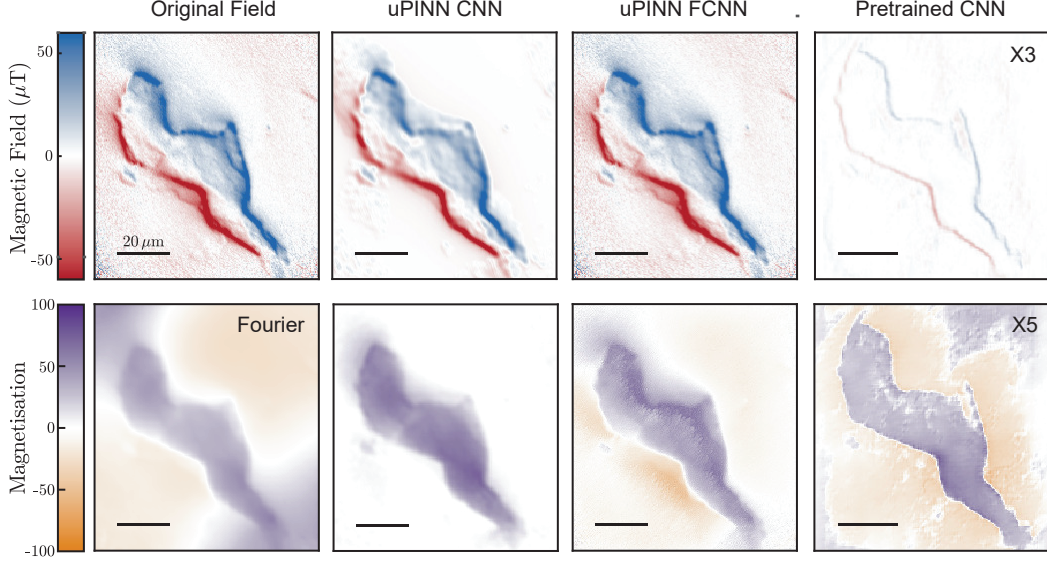 Original Field
uPINN CNN
uPINN FCNN
Pretrained CNN
Magnetic Field (μT)
50
0
-50
20 μm
X3
Magnetisation
100
50
0
-50
-100
Fourier
X5